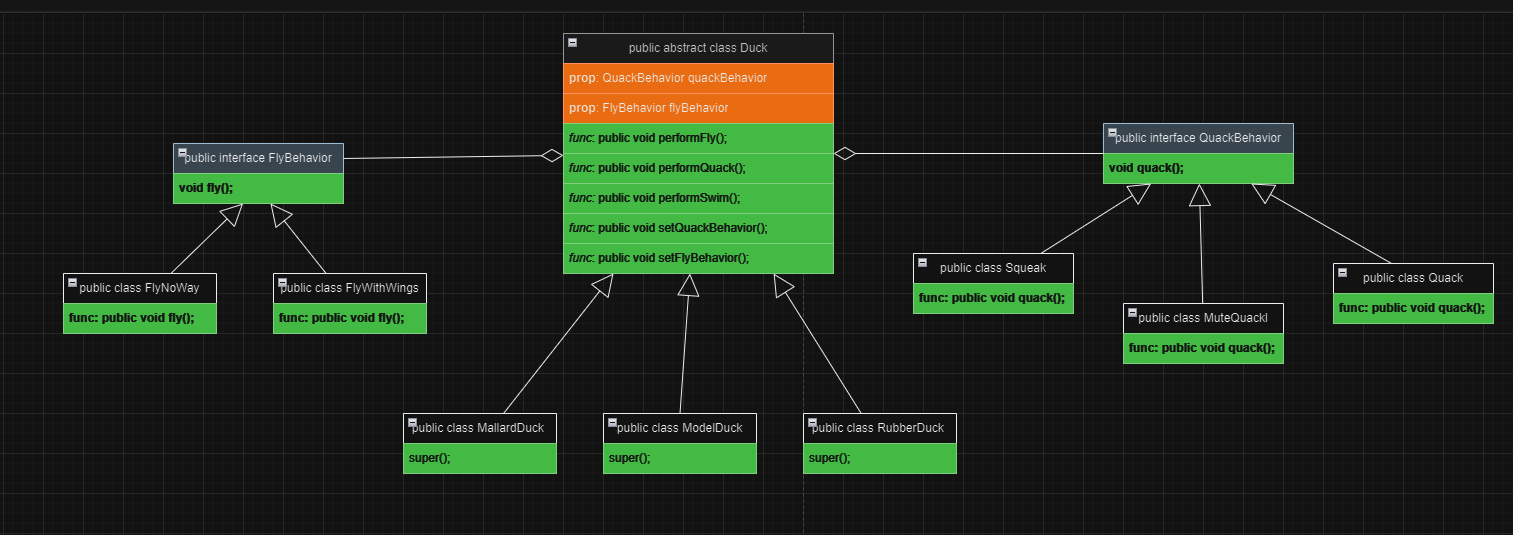 public abstract class Duck
prop: QuackBehavior quackBehavior
prop: FlyBehavior flyBehavior
func: public void performFly();
func: public void performQuack();
func: public void performSwim();
func: public void setQuackBehavior();
func: public void setFlyBehavior();
public interface FlyBehavior
void fly();
public interface QuackBehavior
void quack();
public class FlyNoWay
func: public void fly();
public class FlyWithWings
func: public void fly();
public class Squeak
func: public void quack();
public class MuteQuackl
func: public void quack();
public class Quack
func: public void quack();
public class MallardDuck
super();
public class ModelDuck
super();
public class RubberDuck
super();